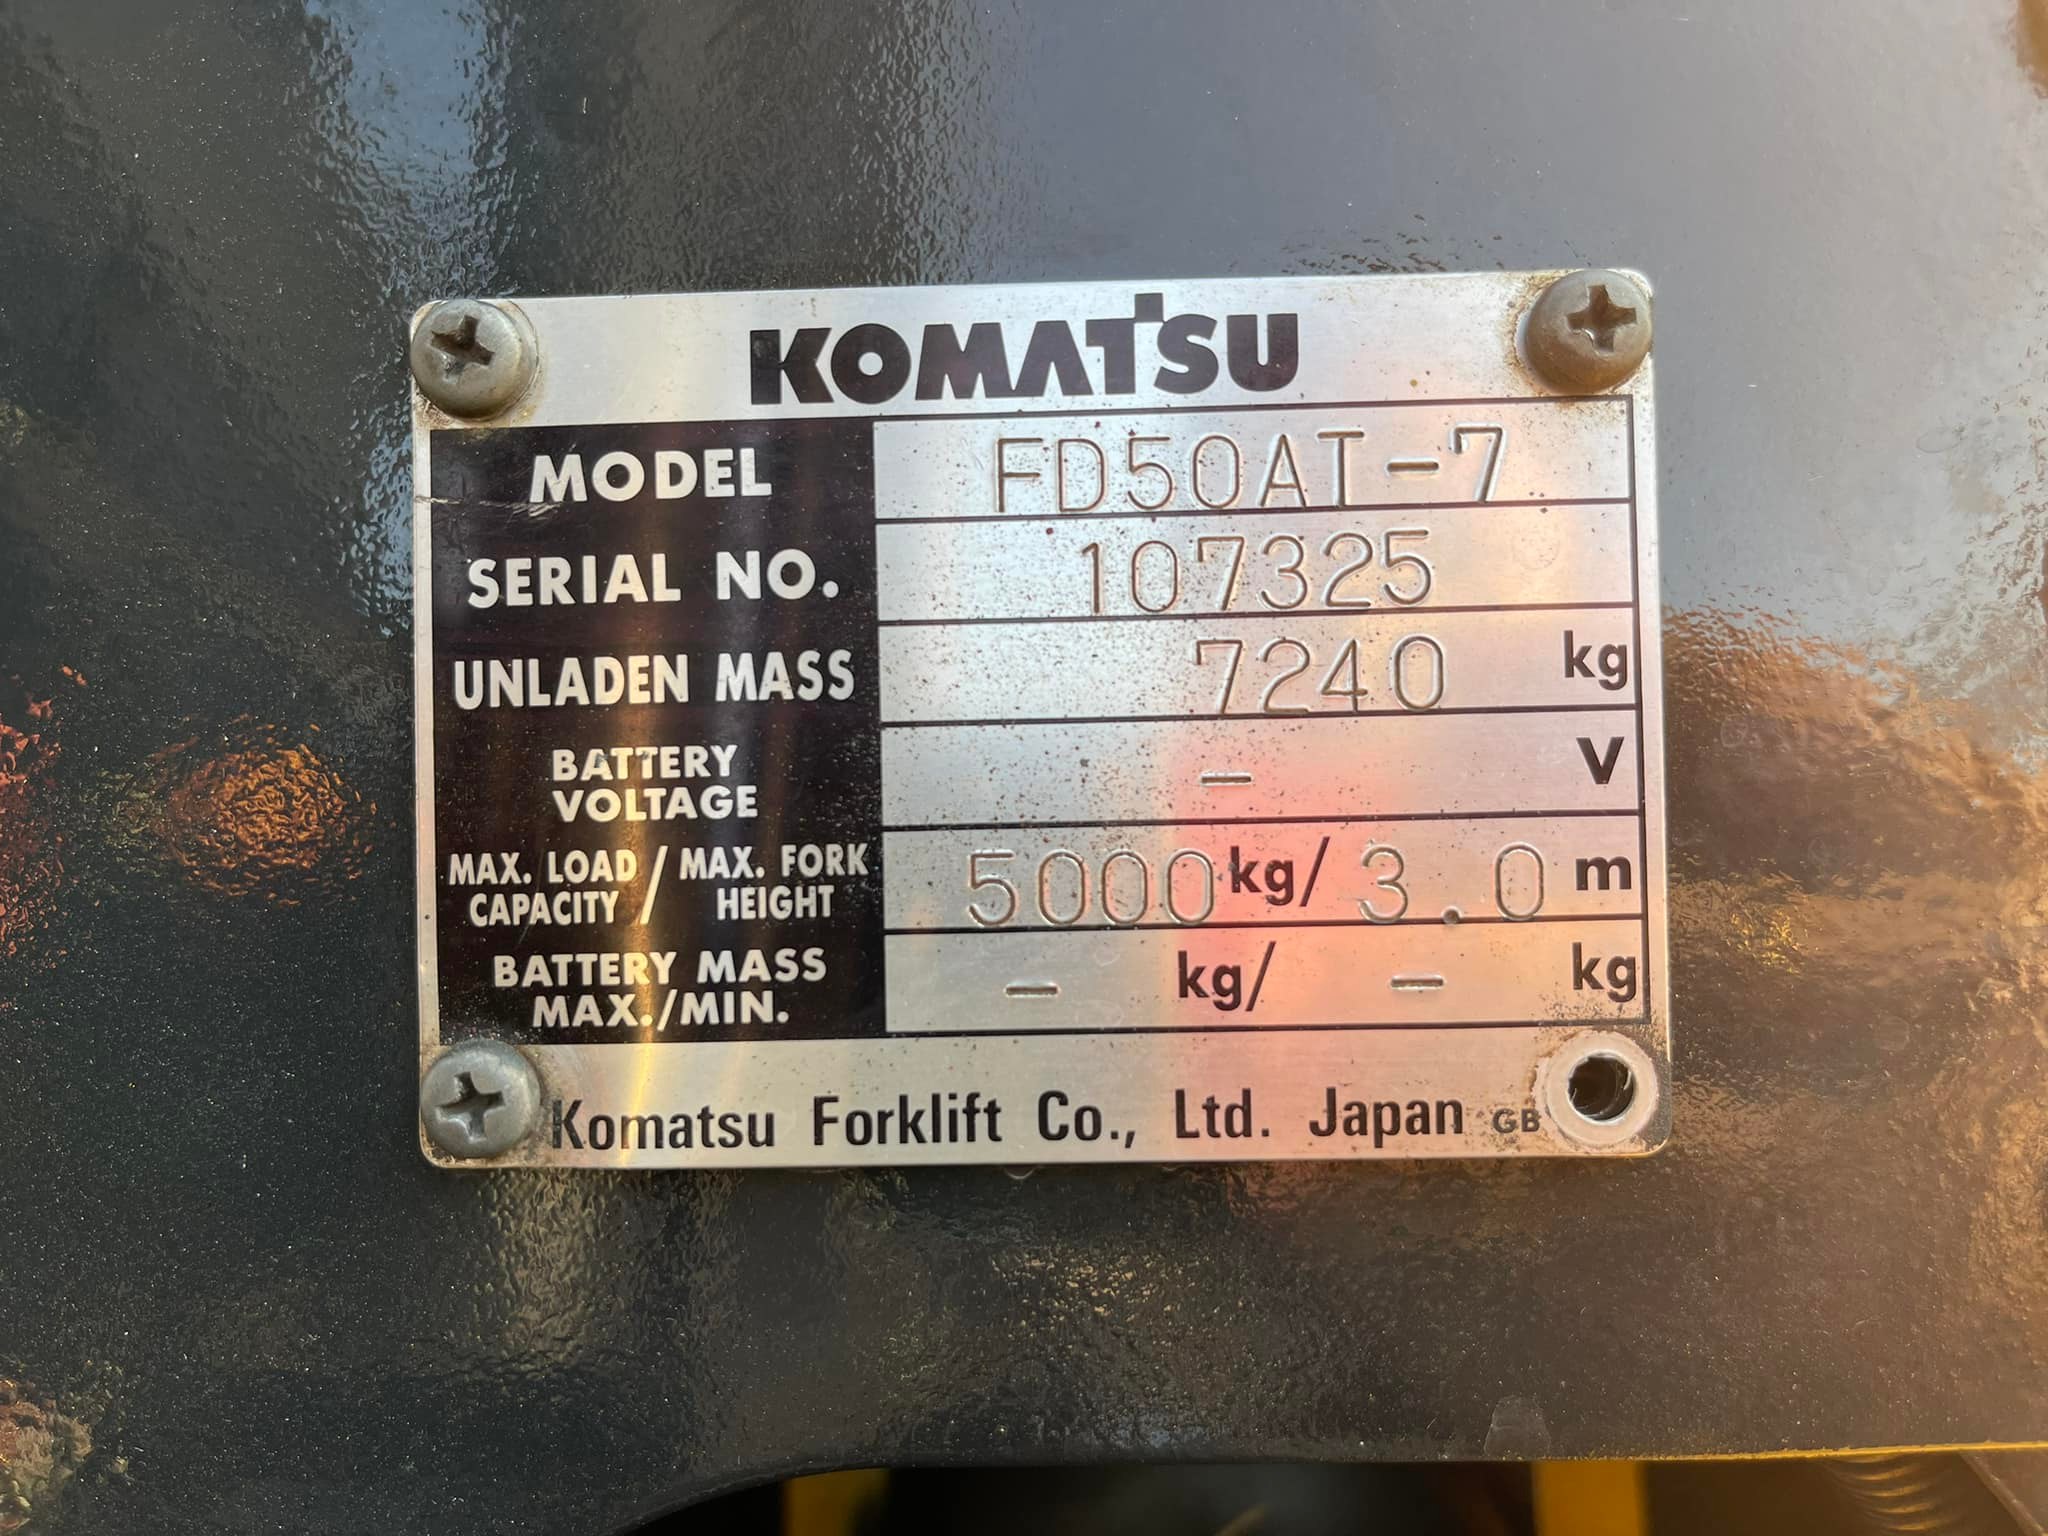 KOMATSU
MODEL FD50AT-7
SERIAL NO. 107325
UNLADEN MASS 7240 kg
BATTERY VOLTAGE - V
MAX. LOAD CAPACITY / MAX. FORK HEIGHT 5000 kg/ 3.0 m
BATTERY MASS MAX./MIN. - kg/ - kg
Komatsu Forklift Co., Ltd. Japan GB